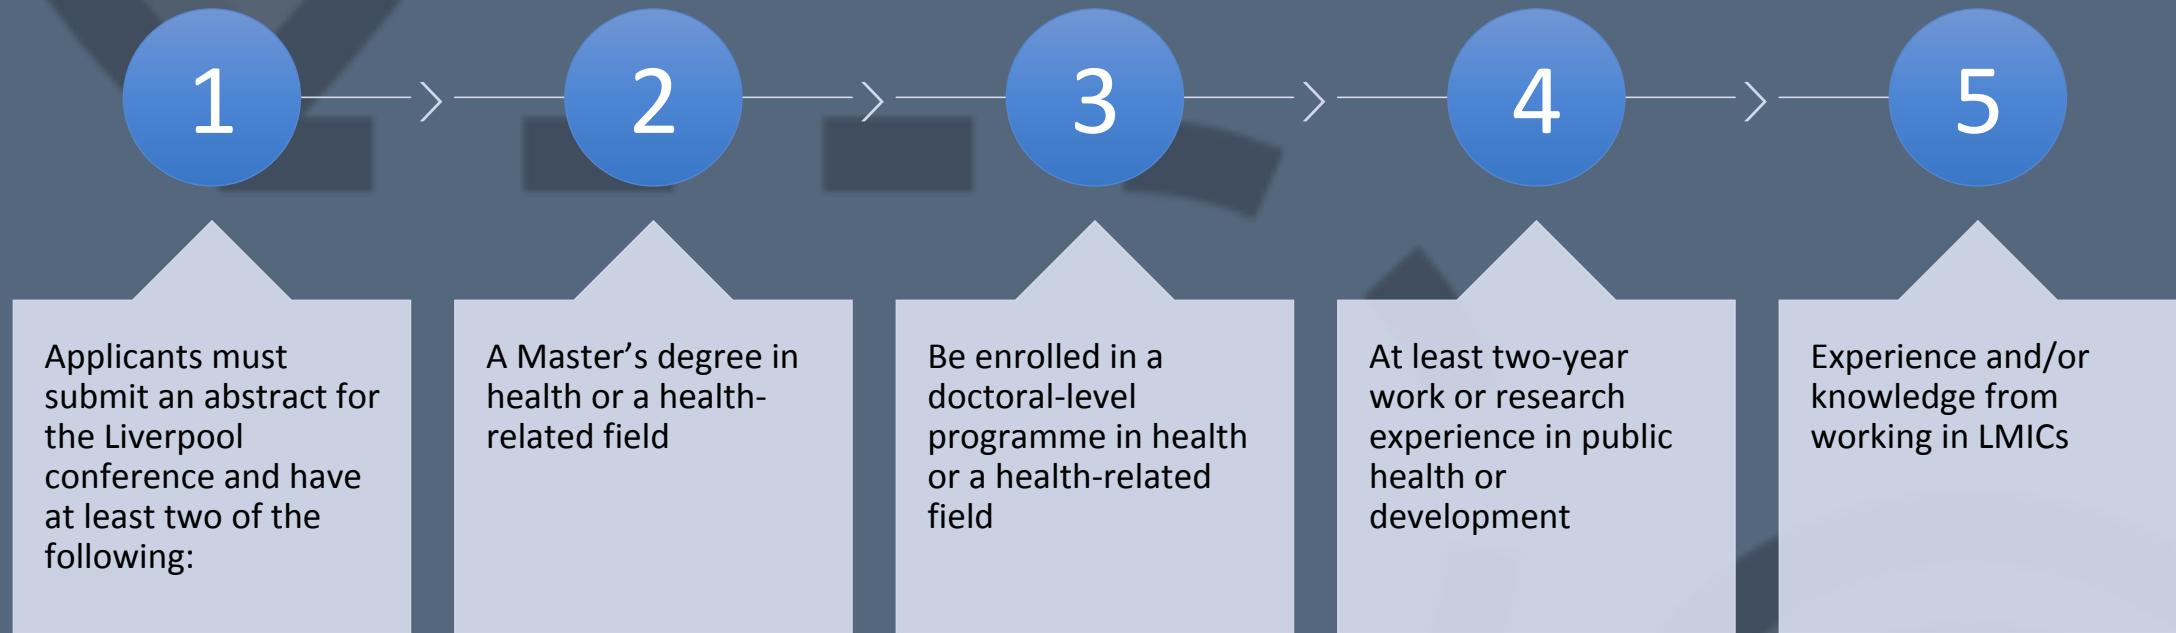 1
2
3
4
5
Applicants must
submit an abstract for
the Liverpool
conference and have
at least two of the
following:
A Master’s degree in
health or a health-
related field
Be enrolled in a
doctoral-level
programme in health
or a health-related
field
At least two-year
work or research
experience in public
health or
development
Experience and/or
knowledge from
working in LMICs